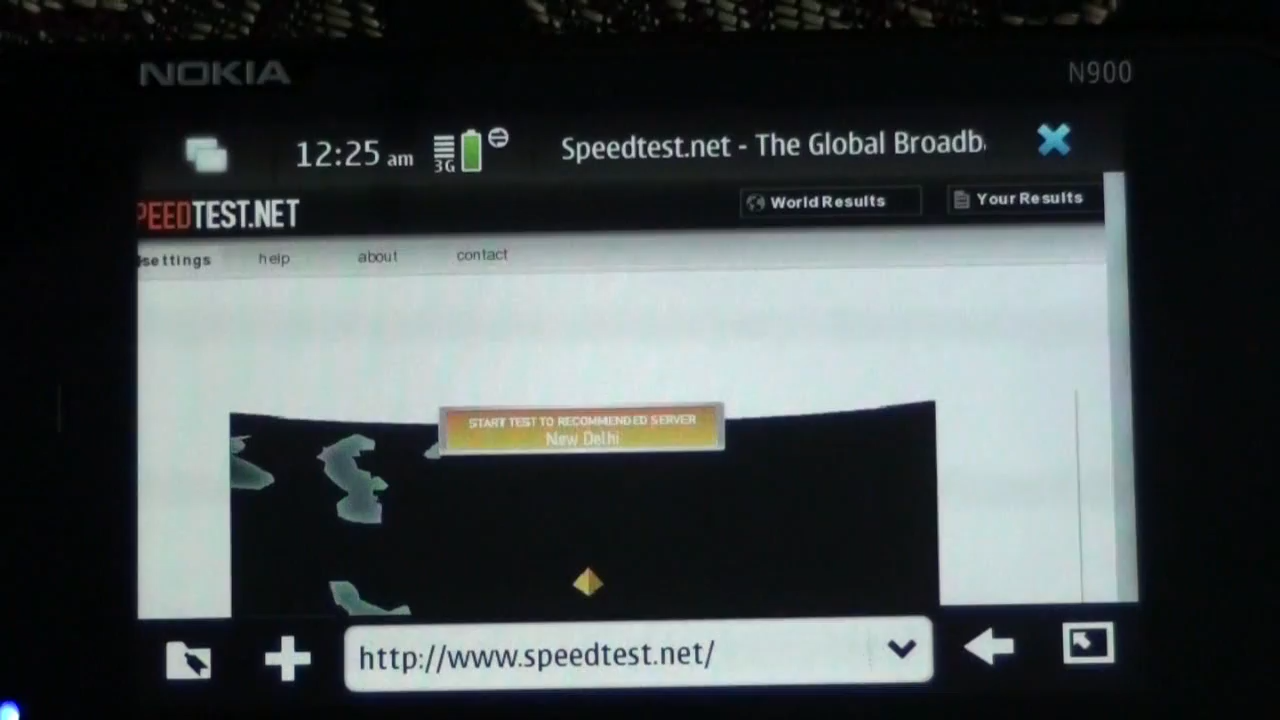 NOKIA
N900
12:25 am
3G
Speedtest.net - The Global Broadb
PEEDTEST.NET
World Results
Your Results
settings
help
about
contact
START TEST TO RECOMMENDED SERVER
New Delhi
http://www.speedtest.net/